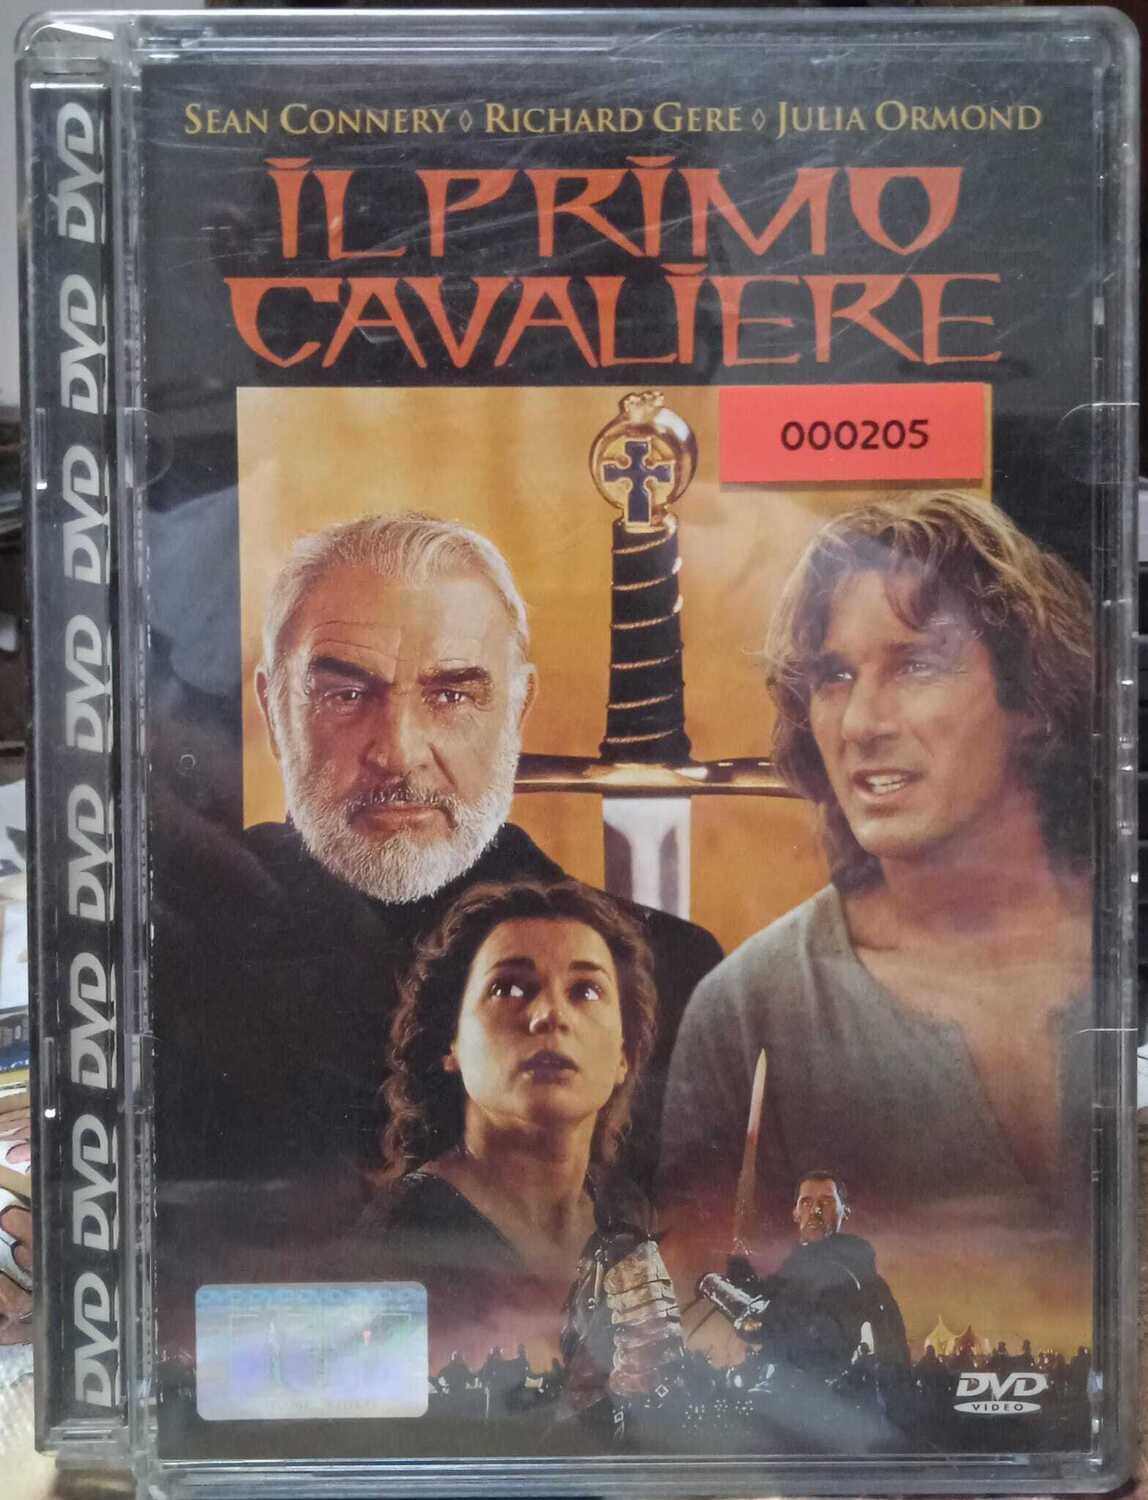 SEAN CONNERY ◊ RICHARD GERE ◊ JULIA ORMOND
IL PRIMO
CAVALIERE
000205
DVD
VIDEO
DVD DVD DVD DVD DVD DVD DVD DVD